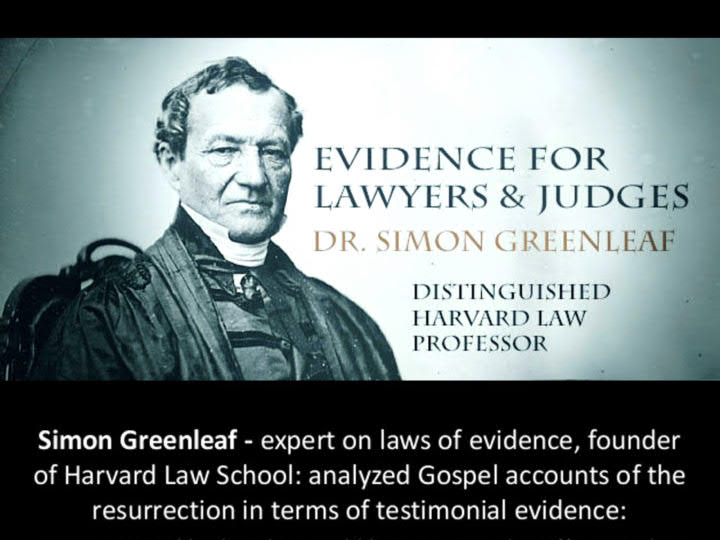 EVIDENCE FOR
LAWYERS & JUDGES
DR. SIMON GREENLEAF
DISTINGUISHED
HARVARD LAW
PROFESSOR
Simon Greenleaf - expert on laws of evidence, founder
of Harvard Law School: analyzed Gospel accounts of the
resurrection in terms of testimonial evidence: